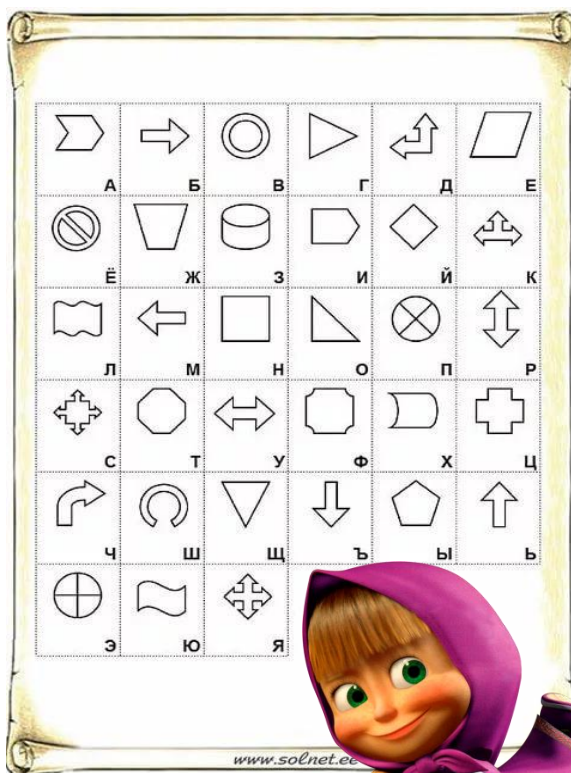 А Б В Г Д Е
Ё Ж З И Й К
Л М Н О П Р
С Т У Ф Х Ц
Ч Ш Щ Ъ Ы Ь
Э Ю Я
www.solnet.ee